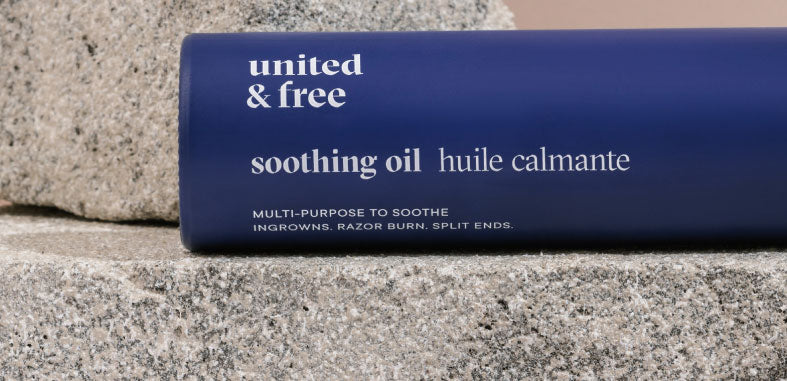 united
& free
soothing oil huile calmante
MULTI-PURPOSE TO SOOTHE
INGROWNS. RAZOR BURN. SPLIT ENDS.